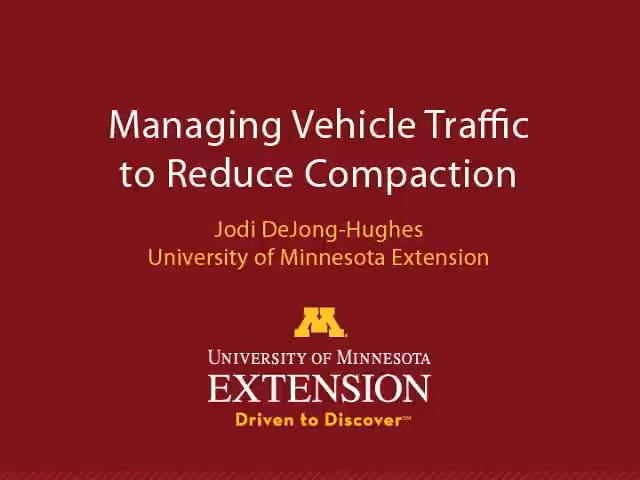 Managing Vehicle Traffic
to Reduce Compaction
Jodi DeJong-Hughes
University of Minnesota Extension
M
UNIVERSITY OF MINNESOTA
EXTENSION
Driven to Discover℠